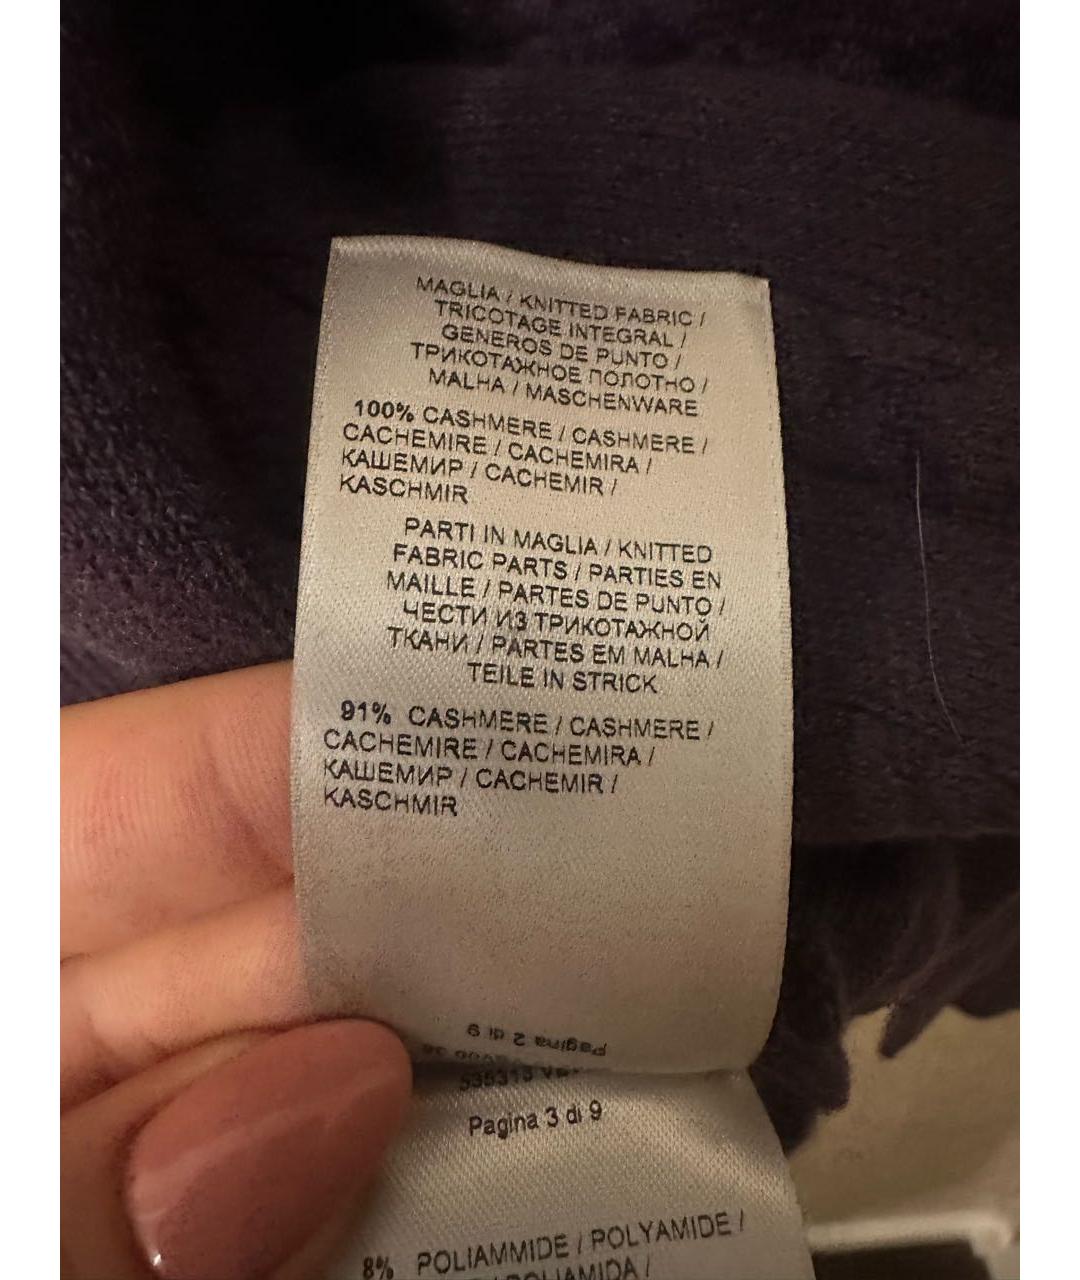 MAGLIA / KNITTED FABRIC /
TRICOTAGE INTEGRAL /
GENEROS DE PUNTO /
ТРИКОТАЖНОЕ ПОЛОТНО /
MALHA / MASCHENWARE
100% CASHMERE / CASHMERE /
CACHEMIRE / CACHEMIRA /
КАШЕМИР / CACHEMIR /
KASCHMIR
PARTI IN MAGLIA / KNITTED
FABRIC PARTS / PARTIES EN
MAILLE / PARTES DE PUNTO /
ЧЕСТИ ИЗ ТРИКОТАЖНОЙ
ТКАНИ / PARTES EM MALHA /
TEILE IN STRICK
91% CASHMERE / CASHMERE /
CACHEMIRE / CACHEMIRA /
КАШЕМИР / CACHEMIR /
KASCHMIR
Pagina 2 di 9
Pagina 3 di 9
8% POLIAMMIDE / POLYAMIDE /
POLIAMIDA /